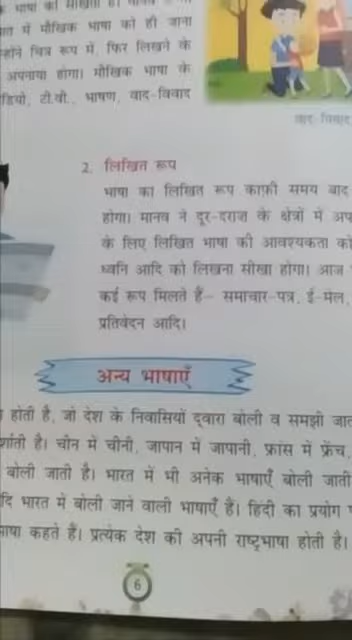 भाषा को सीखता है। मानव
में मौखिक भाषा को ही जाना
चित्र रूप में, फिर लिखने के
अपनाया होगा। मौखिक भाषा के
टी.वी., भाषण, वाद-विवाद
वाद-विवाद
2. लिखित रूप
भाषा का लिखित रूप काफ़ी समय बाद
होगा। मानव ने दूर-दराज़ के क्षेत्रों में
के लिए लिखित भाषा की आवश्यकता को
ध्वनि आदि को लिखना सीखा होगा। आज
कई रूप मिलते हैं– समाचार-पत्र, ई-मेल,
प्रतिवेदन आदि।
अन्य भाषाएँ
होती है, जो देश के निवासियों द्वारा बोली व समझी
है। चीन में चीनी, जापान में जापानी, फ्रांस में फ्रेंच,
बोली जाती है। भारत में भी अनेक भाषाएँ बोली जाती
भारत में बोली जाने वाली भाषाएँ हैं। हिंदी का प्रयोग
कहते हैं। प्रत्येक देश की अपनी राष्ट्रभाषा होती है।
6